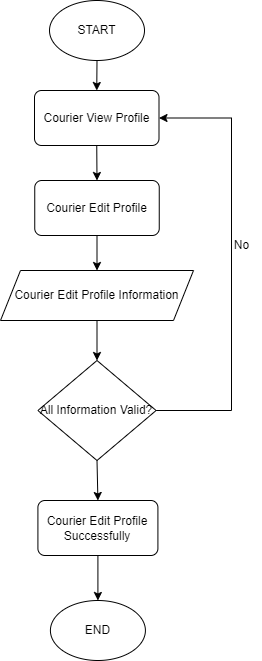 START
Courier View Profile
Courier Edit Profile
No
Courier Edit Profile Information
All Information Valid?
Courier Edit Profile
Successfully
END